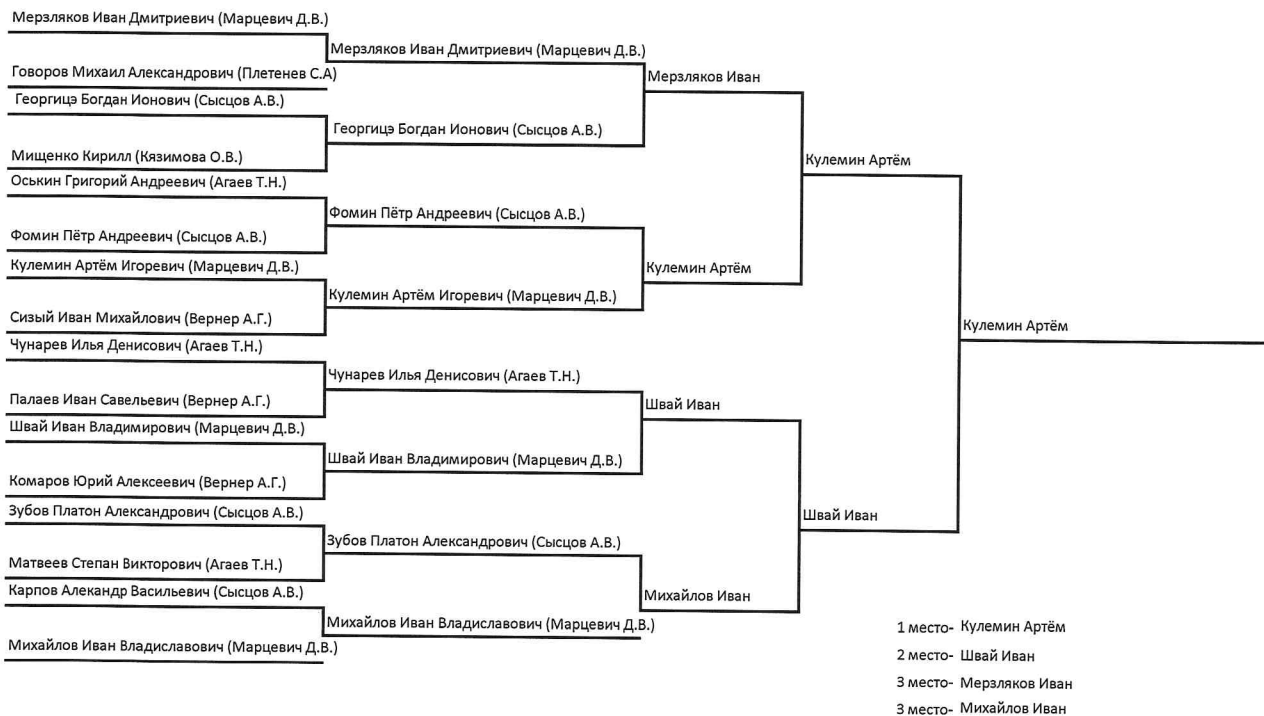 Мерзляков Иван Дмитриевич (Марцевич Д.В.)
Говоров Михаил Александрович (Плетенев С.А)
Георгицэ Богдан Ионович (Сысцов А.В.)
Мищенко Кирилл (Кязимова О.В.)
Оськин Григорий Андреевич (Агаев Т.Н.)
Фомин Пётр Андреевич (Сысцов А.В.)
Кулемин Артём Игоревич (Марцевич Д.В.)
Сизый Иван Михайлович (Вернер А.Г.)
Чунарев Илья Денисович (Агаев Т.Н.)
Палаев Иван Савельевич (Вернер А.Г.)
Швай Иван Владимирович (Марцевич Д.В.)
Комаров Юрий Алексеевич (Вернер А.Г.)
Зубов Платон Александрович (Сысцов А.В.)
Матвеев Степан Викторович (Агаев Т.Н.)
Карпов Алекандр Васильевич (Сысцов А.В.)
Михайлов Иван Владиславович (Марцевич Д.В.)
Мерзляков Иван Дмитриевич (Марцевич Д.В.)
Георгицэ Богдан Ионович (Сысцов А.В.)
Фомин Пётр Андреевич (Сысцов А.В.)
Кулемин Артём Игоревич (Марцевич Д.В.)
Чунарев Илья Денисович (Агаев Т.Н.)
Швай Иван Владимирович (Марцевич Д.В.)
Зубов Платон Александрович (Сысцов А.В.)
Михайлов Иван Владиславович (Марцевич Д.В.)
Мерзляков Иван
Кулемин Артём
Швай Иван
Михайлов Иван
Кулемин Артём
Швай Иван
Кулемин Артём
1 место- Кулемин Артём
2 место- Швай Иван
3 место- Мерзляков Иван
3 место- Михайлов Иван